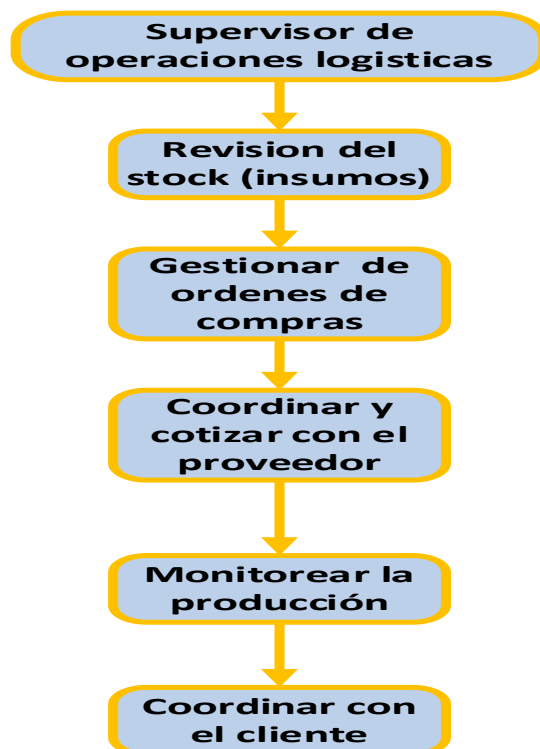 Supervisor de
operaciones logisticas
Revision del
stock (insumos)
Gestionar  de
ordenes de
compras
Coordinar y
cotizar con el
proveedor
Monitorear la
producción
Coordinar con
el cliente